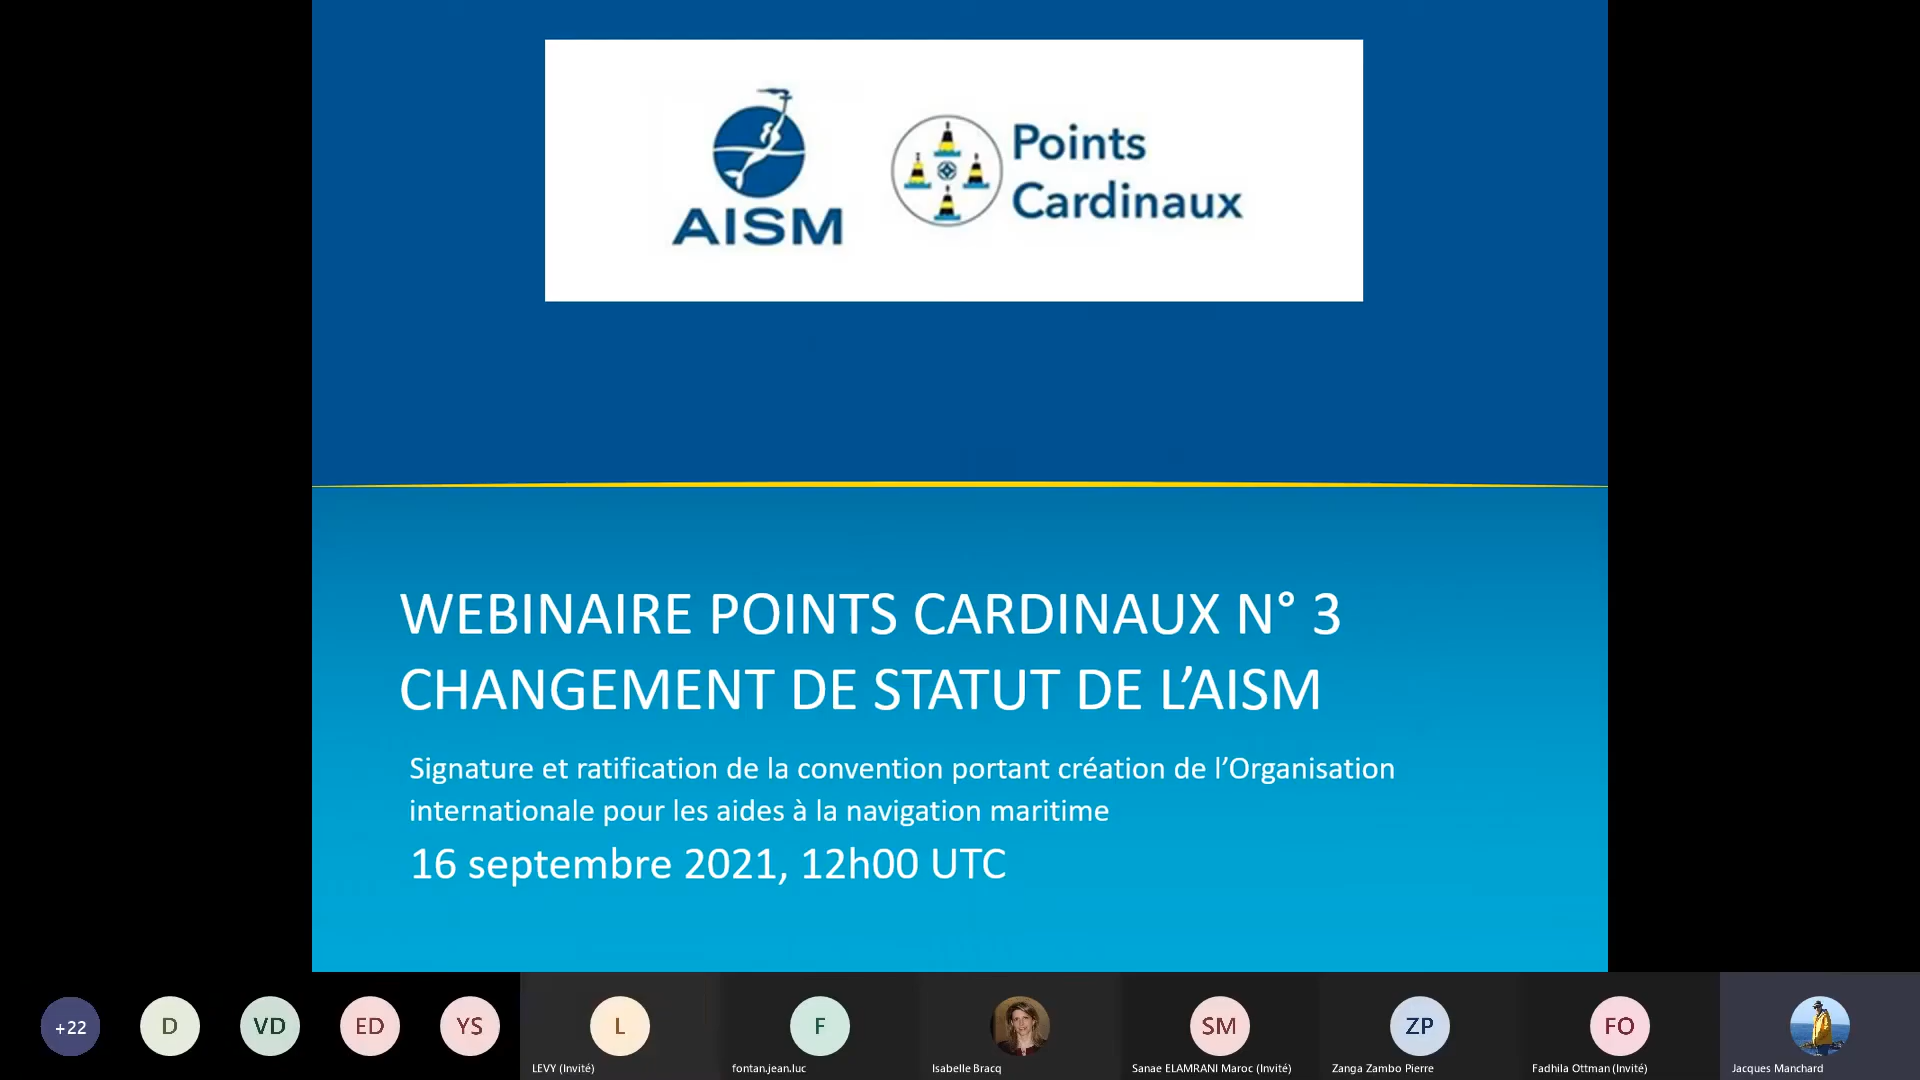 AISM
Points
Cardinaux
WEBINAIRE POINTS CARDINAUX N° 3
CHANGEMENT DE STATUT DE L’AISM
Signature et ratification de la convention portant création de l’Organisation
internationale pour les aides à la navigation maritime
16 septembre 2021, 12h00 UTC
+22
D
VD
ED
YS
L
F
SM
ZP
FO
LEVY (Invité)
fontan.jean.luc
Isabelle Bracq
Sanae ELAMRANI Maroc (Invité)
Zanga Zambo Pierre
Fadhila Ottman (Invité)
Jacques Manchard